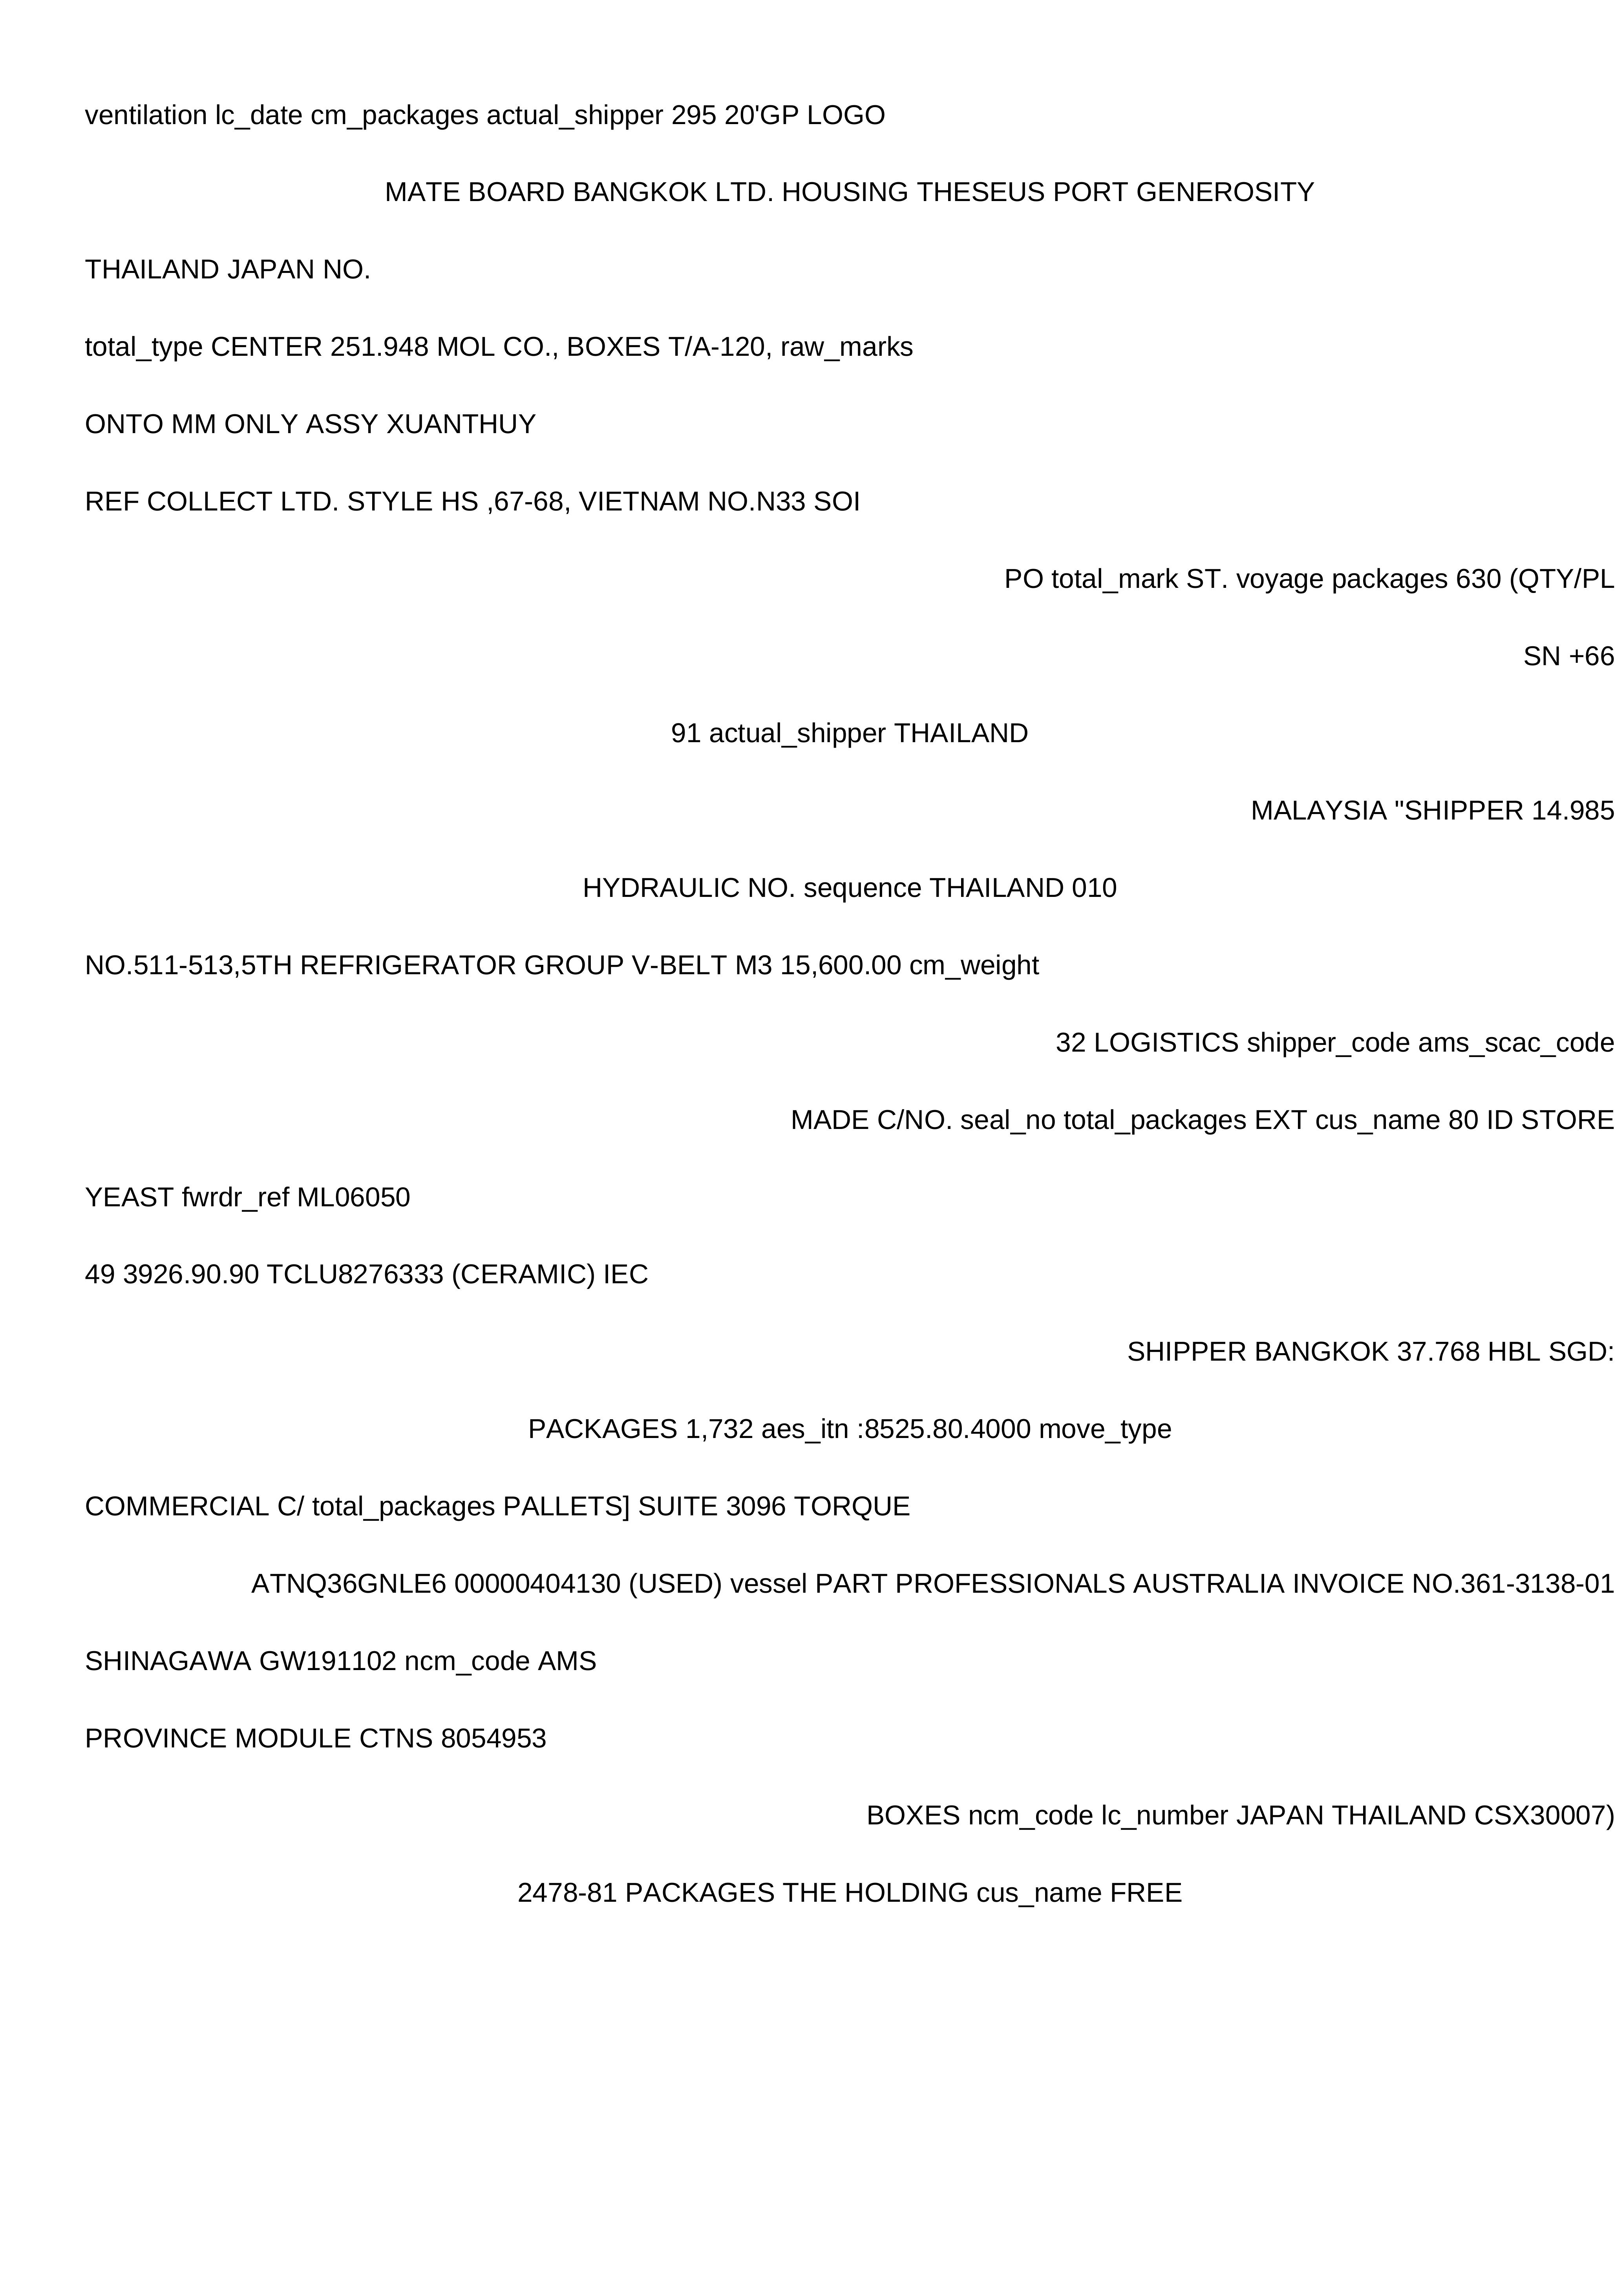 ventilation lc_date cm_packages actual_shipper 295 20'GP LOGO
MATE BOARD BANGKOK LTD. HOUSING THESEUS PORT GENEROSITY
THAILAND JAPAN NO.
total_type CENTER 251.948 MOL CO., BOXES T/A-120, raw_marks
ONTO MM ONLY ASSY XUANTHUY
REF COLLECT LTD. STYLE HS ,67-68, VIETNAM NO.N33 SOI
PO total_mark ST. voyage packages 630 (QTY/PL
SN +66
91 actual_shipper THAILAND
MALAYSIA "SHIPPER 14.985
HYDRAULIC NO. sequence THAILAND 010
NO.511-513,5TH REFRIGERATOR GROUP V-BELT M3 15,600.00 cm_weight
32 LOGISTICS shipper_code ams_scac_code
MADE C/NO. seal_no total_packages EXT cus_name 80 ID STORE
YEAST fwrdr_ref ML06050
49 3926.90.90 TCLU8276333 (CERAMIC) IEC
SHIPPER BANGKOK 37.768 HBL SGD:
PACKAGES 1,732 aes_itn :8525.80.4000 move_type
COMMERCIAL C/ total_packages PALLETS] SUITE 3096 TORQUE
ATNQ36GNLE6 00000404130 (USED) vessel PART PROFESSIONALS AUSTRALIA INVOICE NO.361-3138-01
SHINAGAWA GW191102 ncm_code AMS
PROVINCE MODULE CTNS 8054953
BOXES ncm_code lc_number JAPAN THAILAND CSX30007)
2478-81 PACKAGES THE HOLDING cus_name FREE